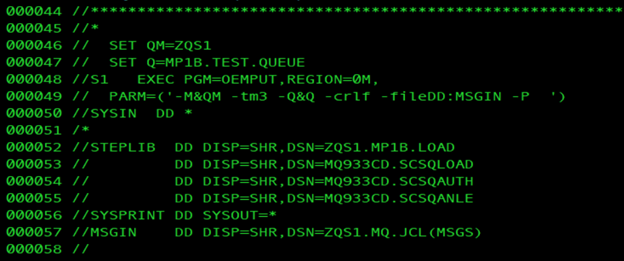 000044 //**********************************************************
000045 //*
000046 //  SET QM=ZQS1
000047 //  SET Q=MP1B.TEST.QUEUE
000048 //S1   EXEC PGM=OEMPUT,REGION=0M,
000049 //  PARM=('-M&QM -tm3 -Q&Q -crlf -fileDD:MSGIN -P  ')
000050 //SYSIN  DD *
000051 /*
000052 //STEPLIB  DD DISP=SHR,DSN=ZQS1.MP1B.LOAD
000053 //         DD DISP=SHR,DSN=MQ933CD.SCSQLOAD
000054 //         DD DISP=SHR,DSN=MQ933CD.SCSQAUTH
000055 //         DD DISP=SHR,DSN=MQ933CD.SCSQANLE
000056 //SYSPRINT DD SYSOUT=*
000057 //MSGIN    DD DISP=SHR,DSN=ZQS1.MQ.JCL(MSGS)
000058 //